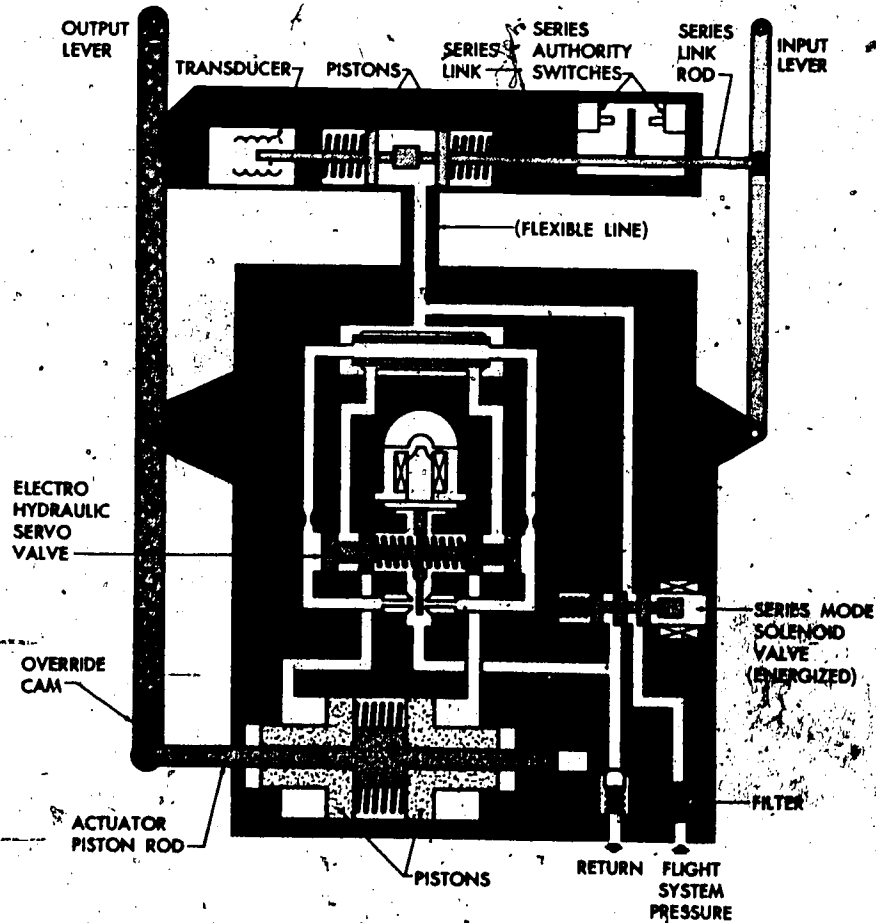 OUTPUT
LEVER
TRANSDUCER
PISTONS
SERIES
LINK
SERIES
AUTHORITY
SWITCHES
SERIES
LINK
ROD
INPUT
LEVER
(FLEXIBLE LINE)
ELECTRO
HYDRAULIC
SERVO
VALVE
SERIES MODE
SOLENOID
VALVE
(ENERGIZED)
OVERRIDE
CAM
FILTER
ACTUATOR
PISTON ROD
PISTONS
RETURN
FLIGHT
SYSTEM
PRESSURE